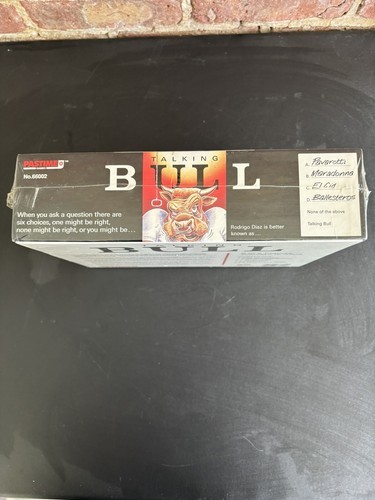 PASTIME
No.66002
TALKING
BULL
When you ask a question there are
six choices, one might be right,
none might be right, or you might be...
Rodrigo Diaz is better
known as ...
A Pavarotti
B Maradonna
C El Cid
D Ballesteros
None of the above
Talking Bull
BULL